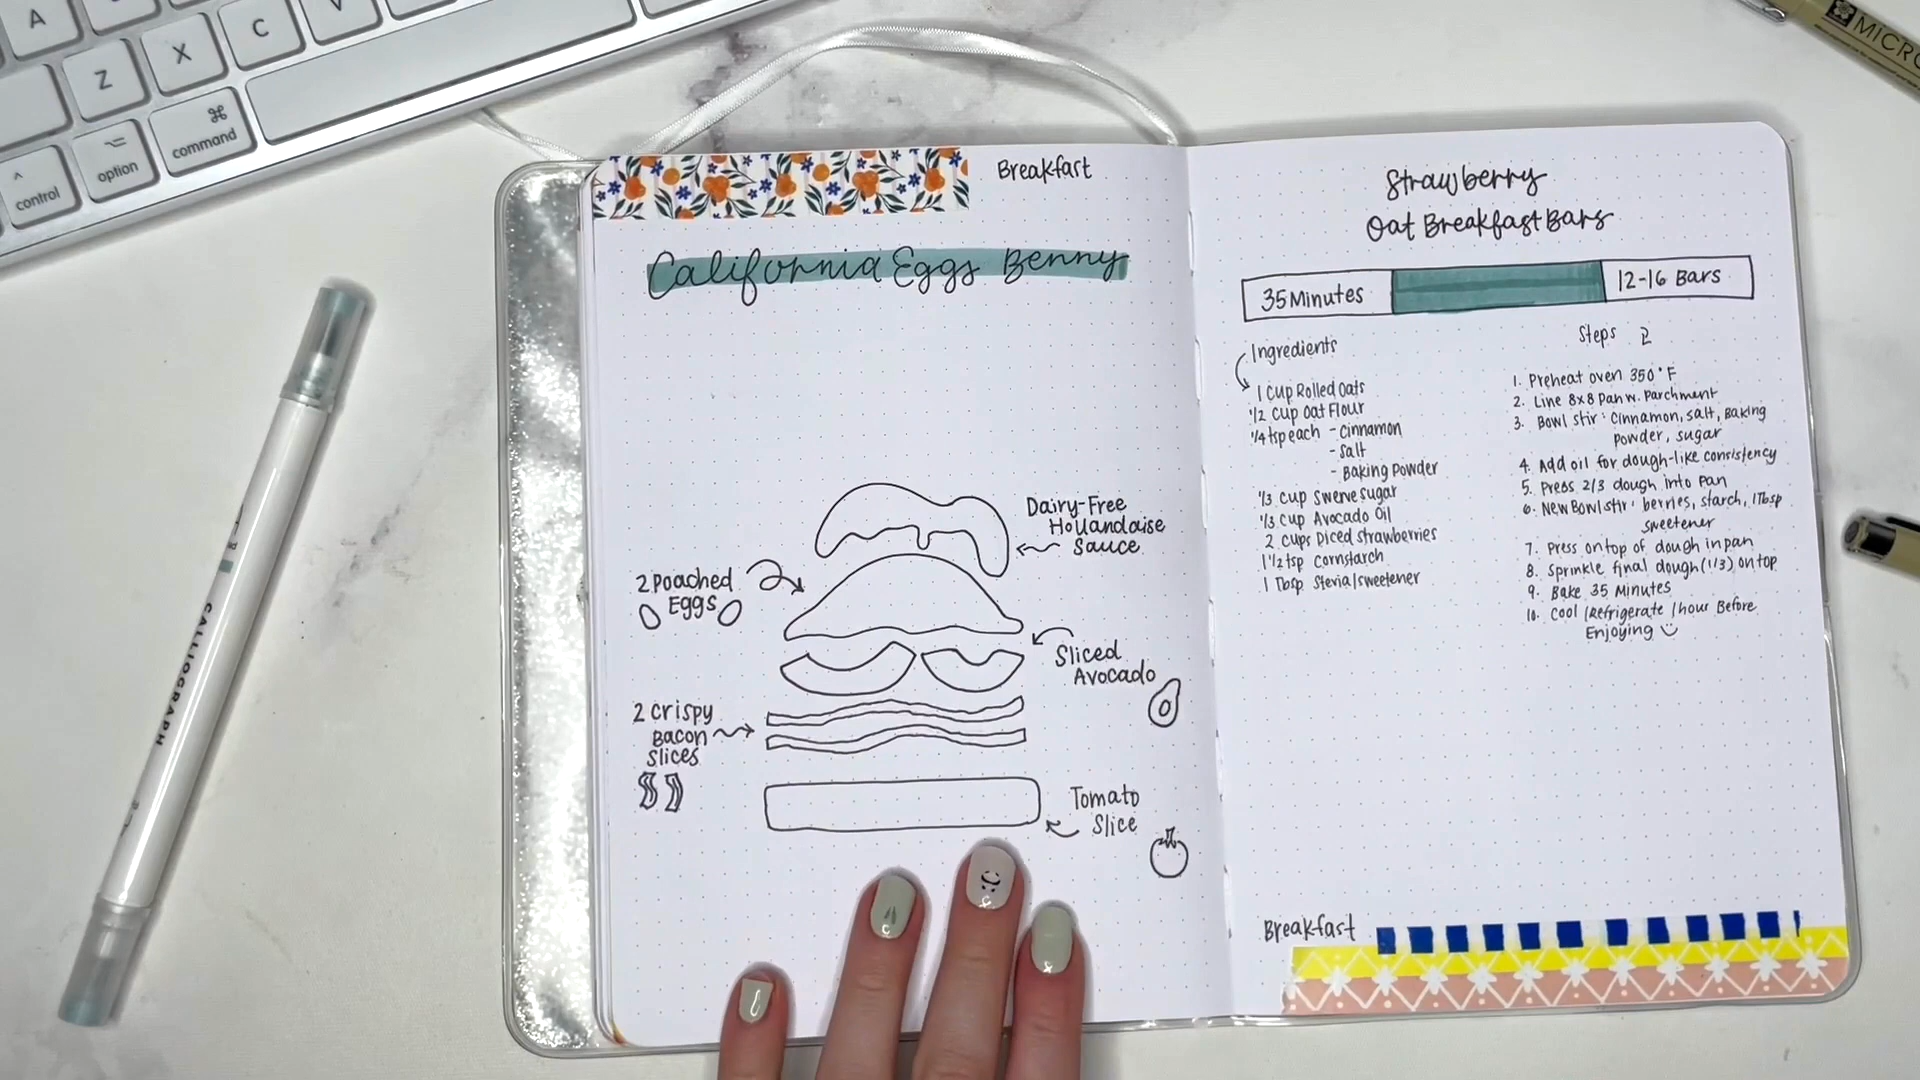 A
Z
X
C
V
⌘
command
⌥
option
^
control
MICR
CALLIGRAPH
Breakfast
California Eggs Benny
Dairy-Free
Hollandaise
Sauce
2 Poached
Eggs
Sliced
Avocado
2 crispy
Bacon
Slices
Tomato
Slice
Strawberry
Oat Breakfast Bars
35 Minutes
12-16 Bars
Ingredients
1 Cup Rolled Oats
1/2 Cup Oat Flour
1/4 tsp each - Cinnamon
- Salt
- Baking Powder
1/3 Cup Swerve Sugar
1/3 Cup Avocado Oil
2 Cups Diced Strawberries
1 1/2 tsp Cornstarch
1 Tbsp Stevia/sweetener
Steps
1. Preheat oven 350°F
2. Line 8x8 Pan w. Parchment
3. Bowl stir: Cinnamon, salt, Baking
powder, sugar
4. Add oil for dough-like consistency
5. Press 2/3 dough into Pan
6. New Bowl stir: berries, starch, 1 Tbsp
sweetener
7. Press on top of dough in pan
8. Sprinkle final dough (1/3) on top
9. Bake 35 Minutes
10. Cool/Refrigerate 1 hour Before
Enjoying
Breakfast